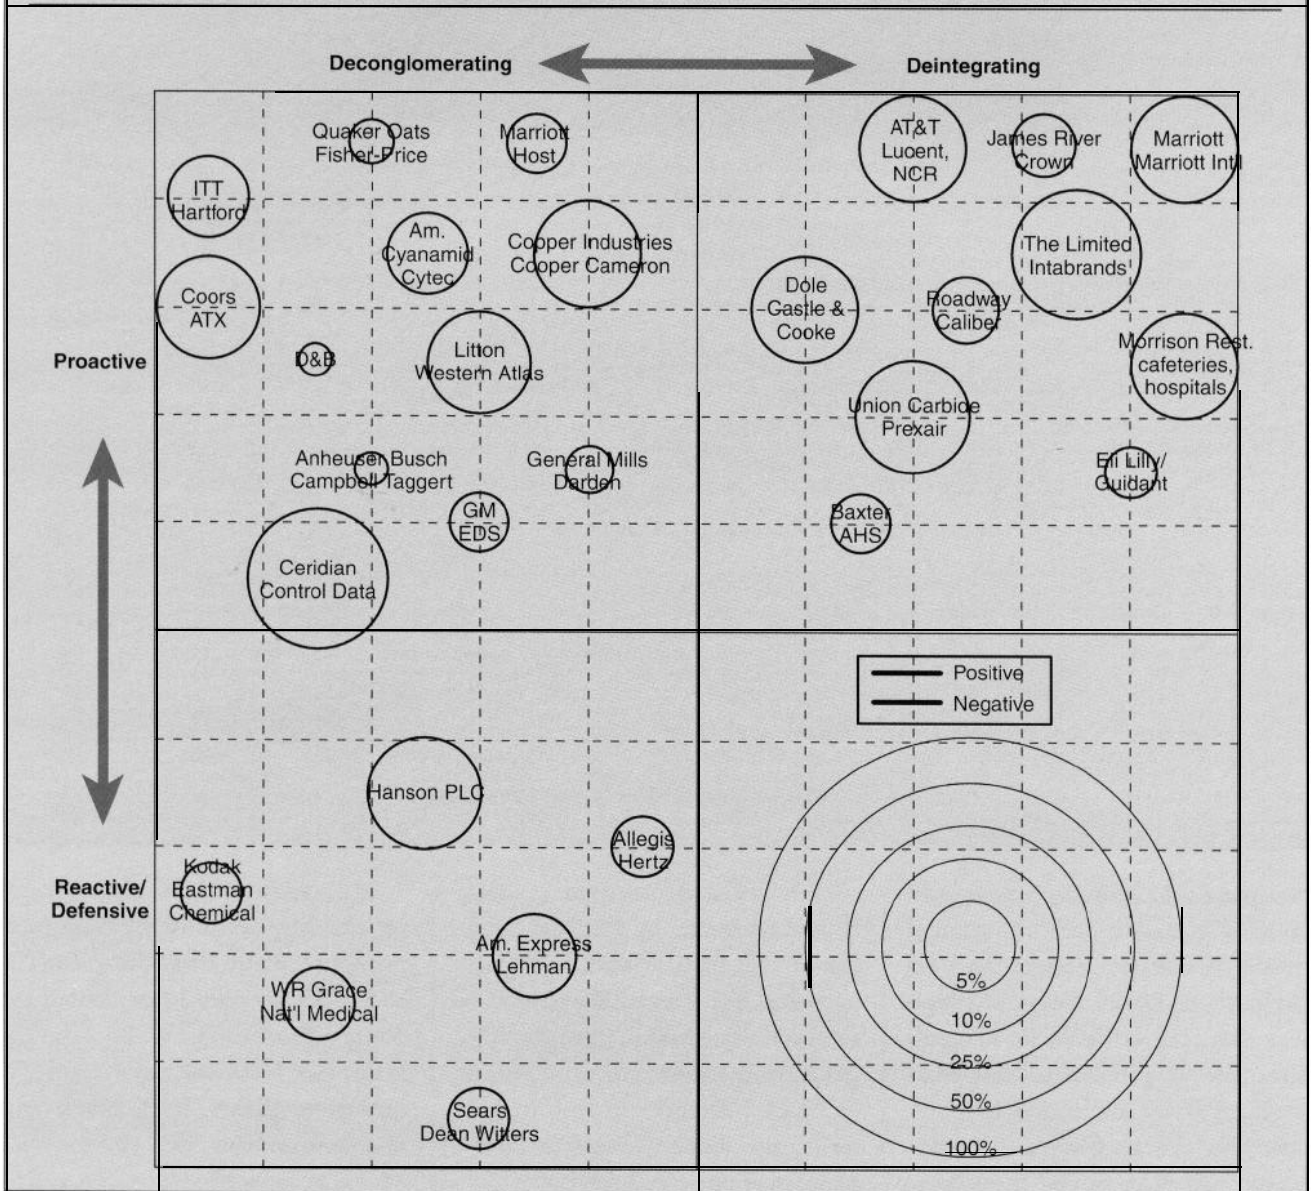 Deconglomerating
Deintegrating
Quaker Oats
Fisher-Price
Marriott
Host
AT&T
Lucent,
NCR
James River
Crown
Marriott
Marriott Int'l
ITT
Hartford
Am.
Cyanamid
Cytec
Cooper Industries
Cooper Cameron
The Limited
Intabrands
Coors
ATX
Dole
Castle &
Cooke
Roadway
Caliber
Proactive
D&B
Litton
Western Atlas
Morrison Rest.
cafeteries,
hospitals
Union Carbide
Prexair
Anheuser Busch
Campbell Taggert
General Mills
Darden
Eli Lilly/
Guidant
GM
EDS
Baxter
AHS
Ceridian
Control Data
Positive
Negative
Hanson PLC
Allegis
Hertz
Reactive/
Defensive
Kodak
Eastman
Chemical
Am. Express
Lehman
WR Grace
Nat'l Medical
Sears
Dean Witters
5%
10%
25%
50%
100%